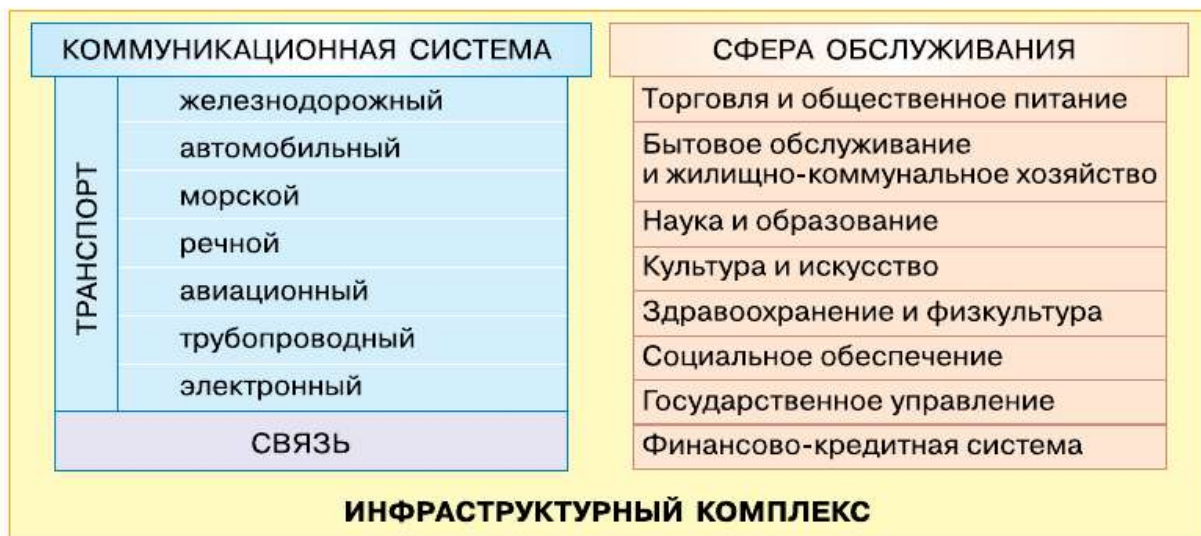 КОММУНИКАЦИОННАЯ СИСТЕМА
ТРАНСПОРТ
железнодорожный
автомобильный
морской
речной
авиационный
трубопроводный
электронный
СВЯЗЬ
СФЕРА ОБСЛУЖИВАНИЯ
Торговля и общественное питание
Бытовое обслуживание
и жилищно-коммунальное хозяйство
Наука и образование
Культура и искусство
Здравоохранение и физкультура
Социальное обеспечение
Государственное управление
Финансово-кредитная система
ИНФРАСТРУКТУРНЫЙ КОМПЛЕКС